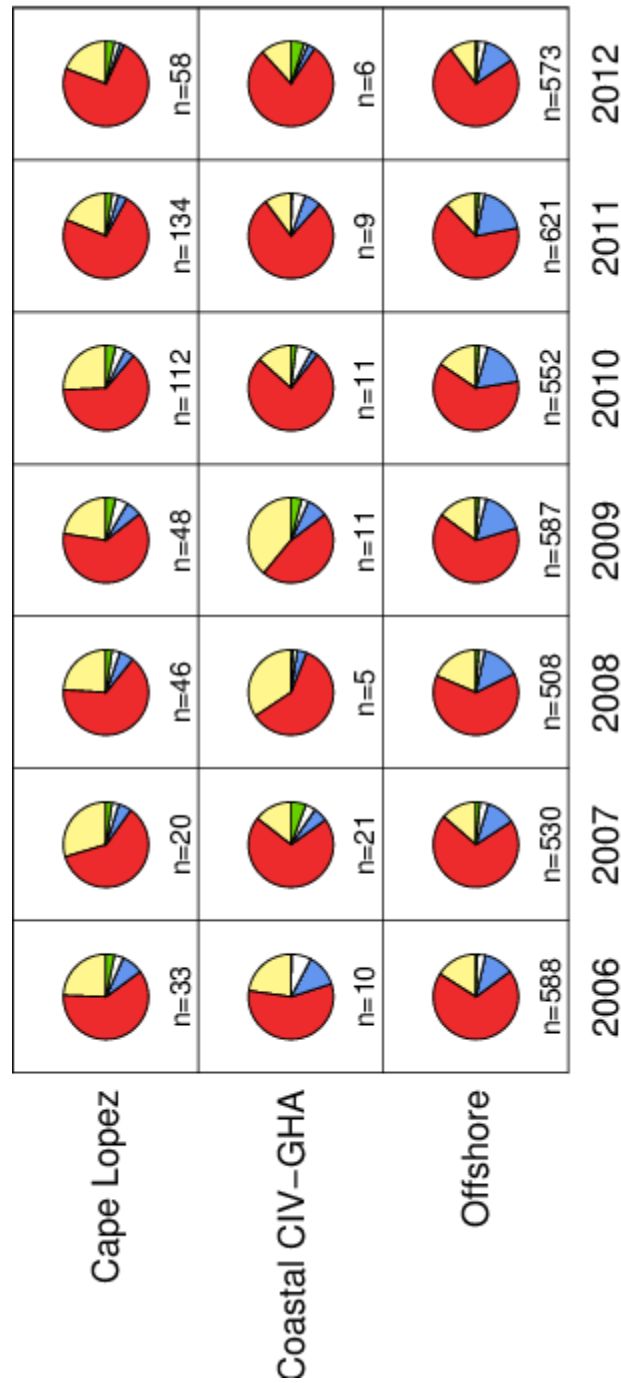 Cape Lopez
n=33
n=20
n=46
n=48
n=112
n=134
n=58
Coastal CIV−GHA
n=10
n=21
n=5
n=11
n=11
n=9
n=6
Offshore
n=588
n=530
n=508
n=587
n=552
n=621
n=573
2006
2007
2008
2009
2010
2011
2012